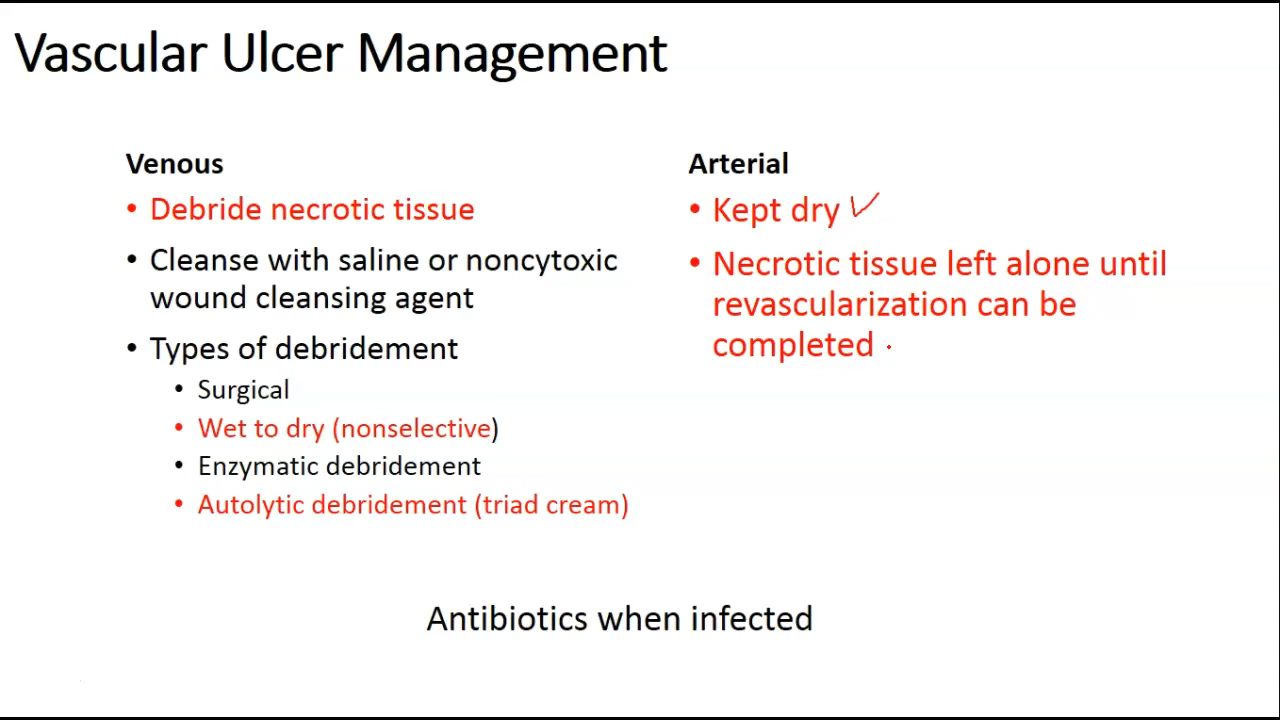 Vascular Ulcer Management
Venous
• Debride necrotic tissue
• Cleanse with saline or noncytoxic
wound cleansing agent
• Types of debridement
• Surgical
• Wet to dry (nonselective)
• Enzymatic debridement
• Autolytic debridement (triad cream)
Arterial
• Kept dry ✓
• Necrotic tissue left alone until
revascularization can be
completed
Antibiotics when infected